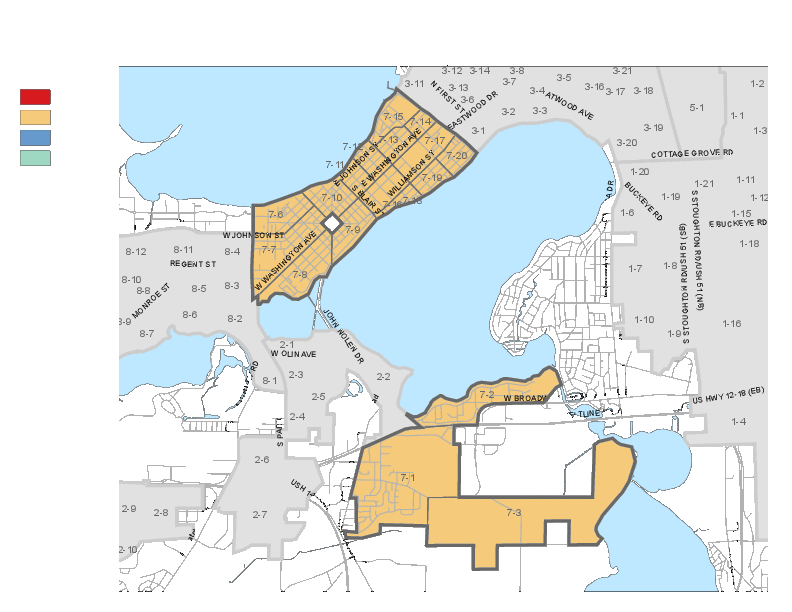 3-12 3-14 3-8 3-21
3-11 3-13 3-7 3-5 1-2
N FIRST ST 3-6 3-4 3-16 3-17 3-18
EASTWOOD DR ATWOOD AVE 5-1
7-15 7-14 3-2 3-3 1-1
3-1 3-19 1-3
7-12 7-13 7-17 3-20
E JOHNSON ST
E WASHINGTON AVE
7-11 WILLIAMSON ST 7-20 COTTAGE GROVE RD
7-19 1-20
S BLAIR ST 1-21 1-11
7-10 1-19 1-12
BUCKEYE RD
7-6 1-6 1-15
E BUCKEYE RD
W JOHNSON ST 7-9
7-7 1-18
8-12 8-11 8-4
REGENT ST 1-7 1-8
W WASHINGTON AVE 7-8
8-10 8-8 8-5 8-3
MONROE ST
S STOUGHTON RD/USH 51 (SB)
S STOUGHTON RD/USH 51 (NB)
8-9 8-6 8-2 1-10 1-16
8-7 JOHN NOLEN DR 1-9
2-1
W OLIN AVE
8-1 2-3 2-2
2-5 7-2 W BROADW
US HWY 12-18 (EB)
2-4 1-4
2-6
7-1
2-9 2-8 2-7 7-3
2-10